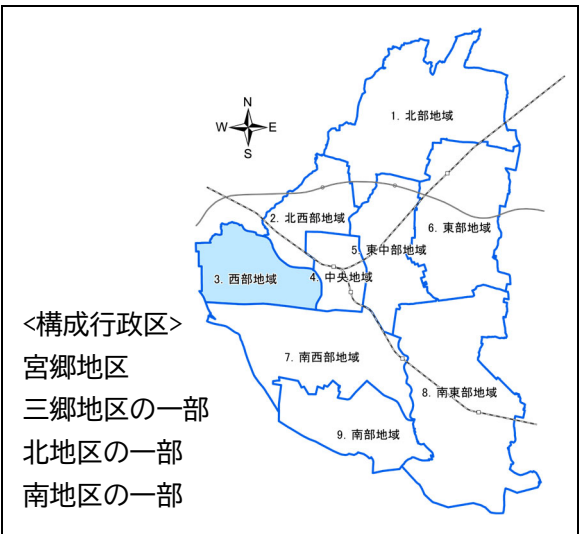 N
W E
S
1. 北部地域
2. 北西部地域
6. 東部地域
5. 東中部地域
3. 西部地域
4. 中央地域
7. 南西部地域
8. 南東部地域
9. 南部地域
<構成行政区>
宮郷地区
三郷地区の一部
北地区の一部
南地区の一部